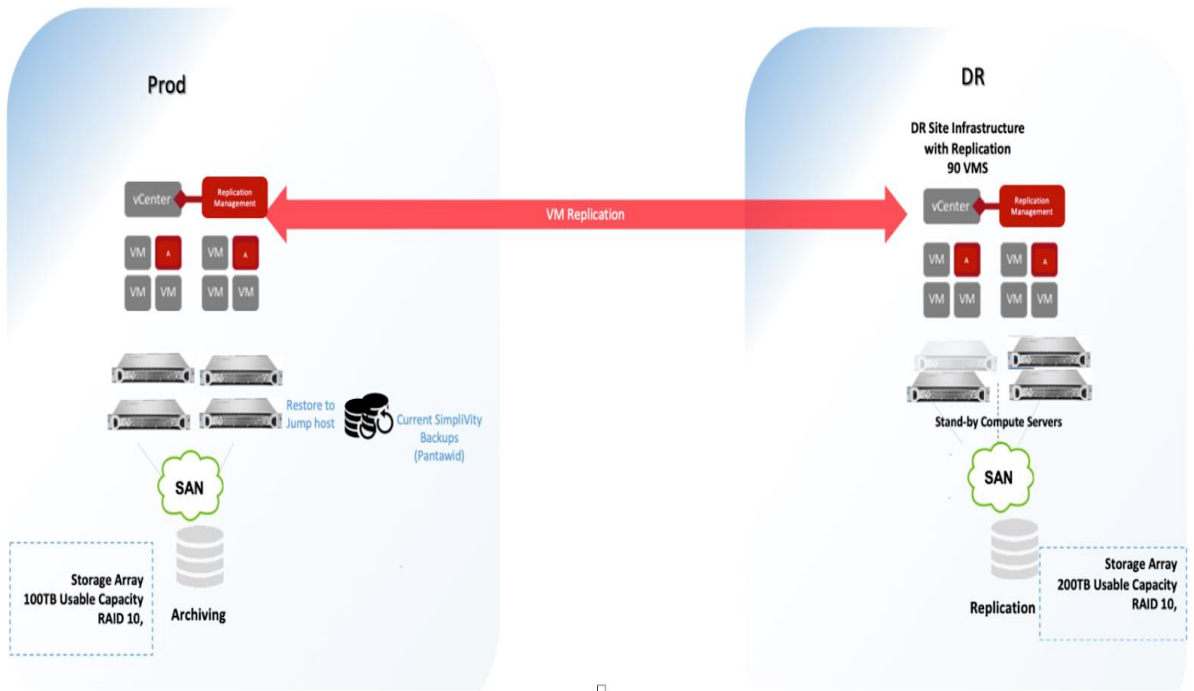 Prod
vCenter
Replication
Management
VM A VM A
VM VM VM VM
Restore to
Jump host
Current SimpliVity
Backups
(Pantawid)
SAN
Storage Array
100TB Usable Capacity
RAID 10,
Archiving
VM Replication
DR
DR Site Infrastructure
with Replication
90 VMS
vCenter
Replication
Management
VM A VM A
VM VM VM VM
Stand-by Compute Servers
SAN
Replication
Storage Array
200TB Usable Capacity
RAID 10,